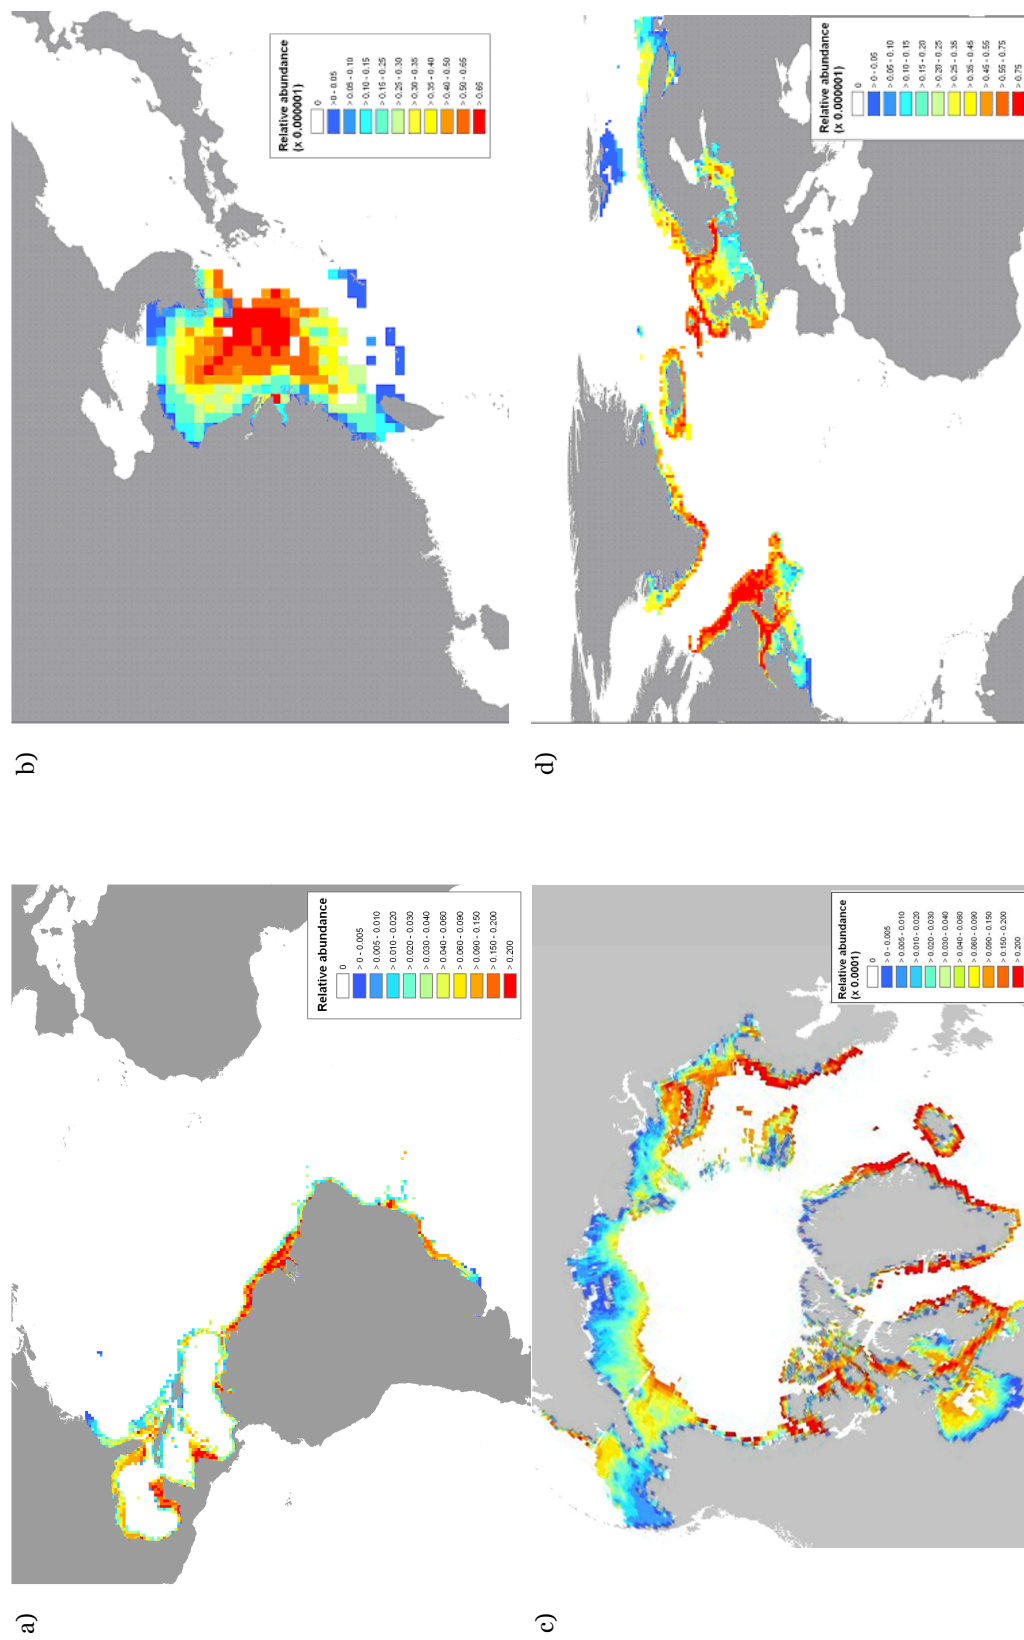 a)
Relative abundance
0
> 0 - 0.005
> 0.005 - 0.010
> 0.010 - 0.020
> 0.020 - 0.030
> 0.030 - 0.040
> 0.040 - 0.060
> 0.060 - 0.090
> 0.090 - 0.150
> 0.150 - 0.200
> 0.200
b)
Relative abundance
(x 0.000001)
0
> 0 - 0.05
> 0.05 - 0.10
> 0.10 - 0.15
> 0.15 - 0.25
> 0.25 - 0.30
> 0.30 - 0.35
> 0.35 - 0.40
> 0.40 - 0.50
> 0.50 - 0.65
> 0.65
c)
Relative abundance
(x 0.0001)
0
> 0 - 0.005
> 0.005 - 0.010
> 0.010 - 0.020
> 0.020 - 0.030
> 0.030 - 0.040
> 0.040 - 0.060
> 0.060 - 0.090
> 0.090 - 0.150
> 0.150 - 0.200
> 0.200
d)
Relative abundance
(x 0.000001)
0
> 0 - 0.05
> 0.05 - 0.10
> 0.10 - 0.15
> 0.15 - 0.20
> 0.20 - 0.25
> 0.25 - 0.35
> 0.35 - 0.45
> 0.45 - 0.55
> 0.55 - 0.75
> 0.75